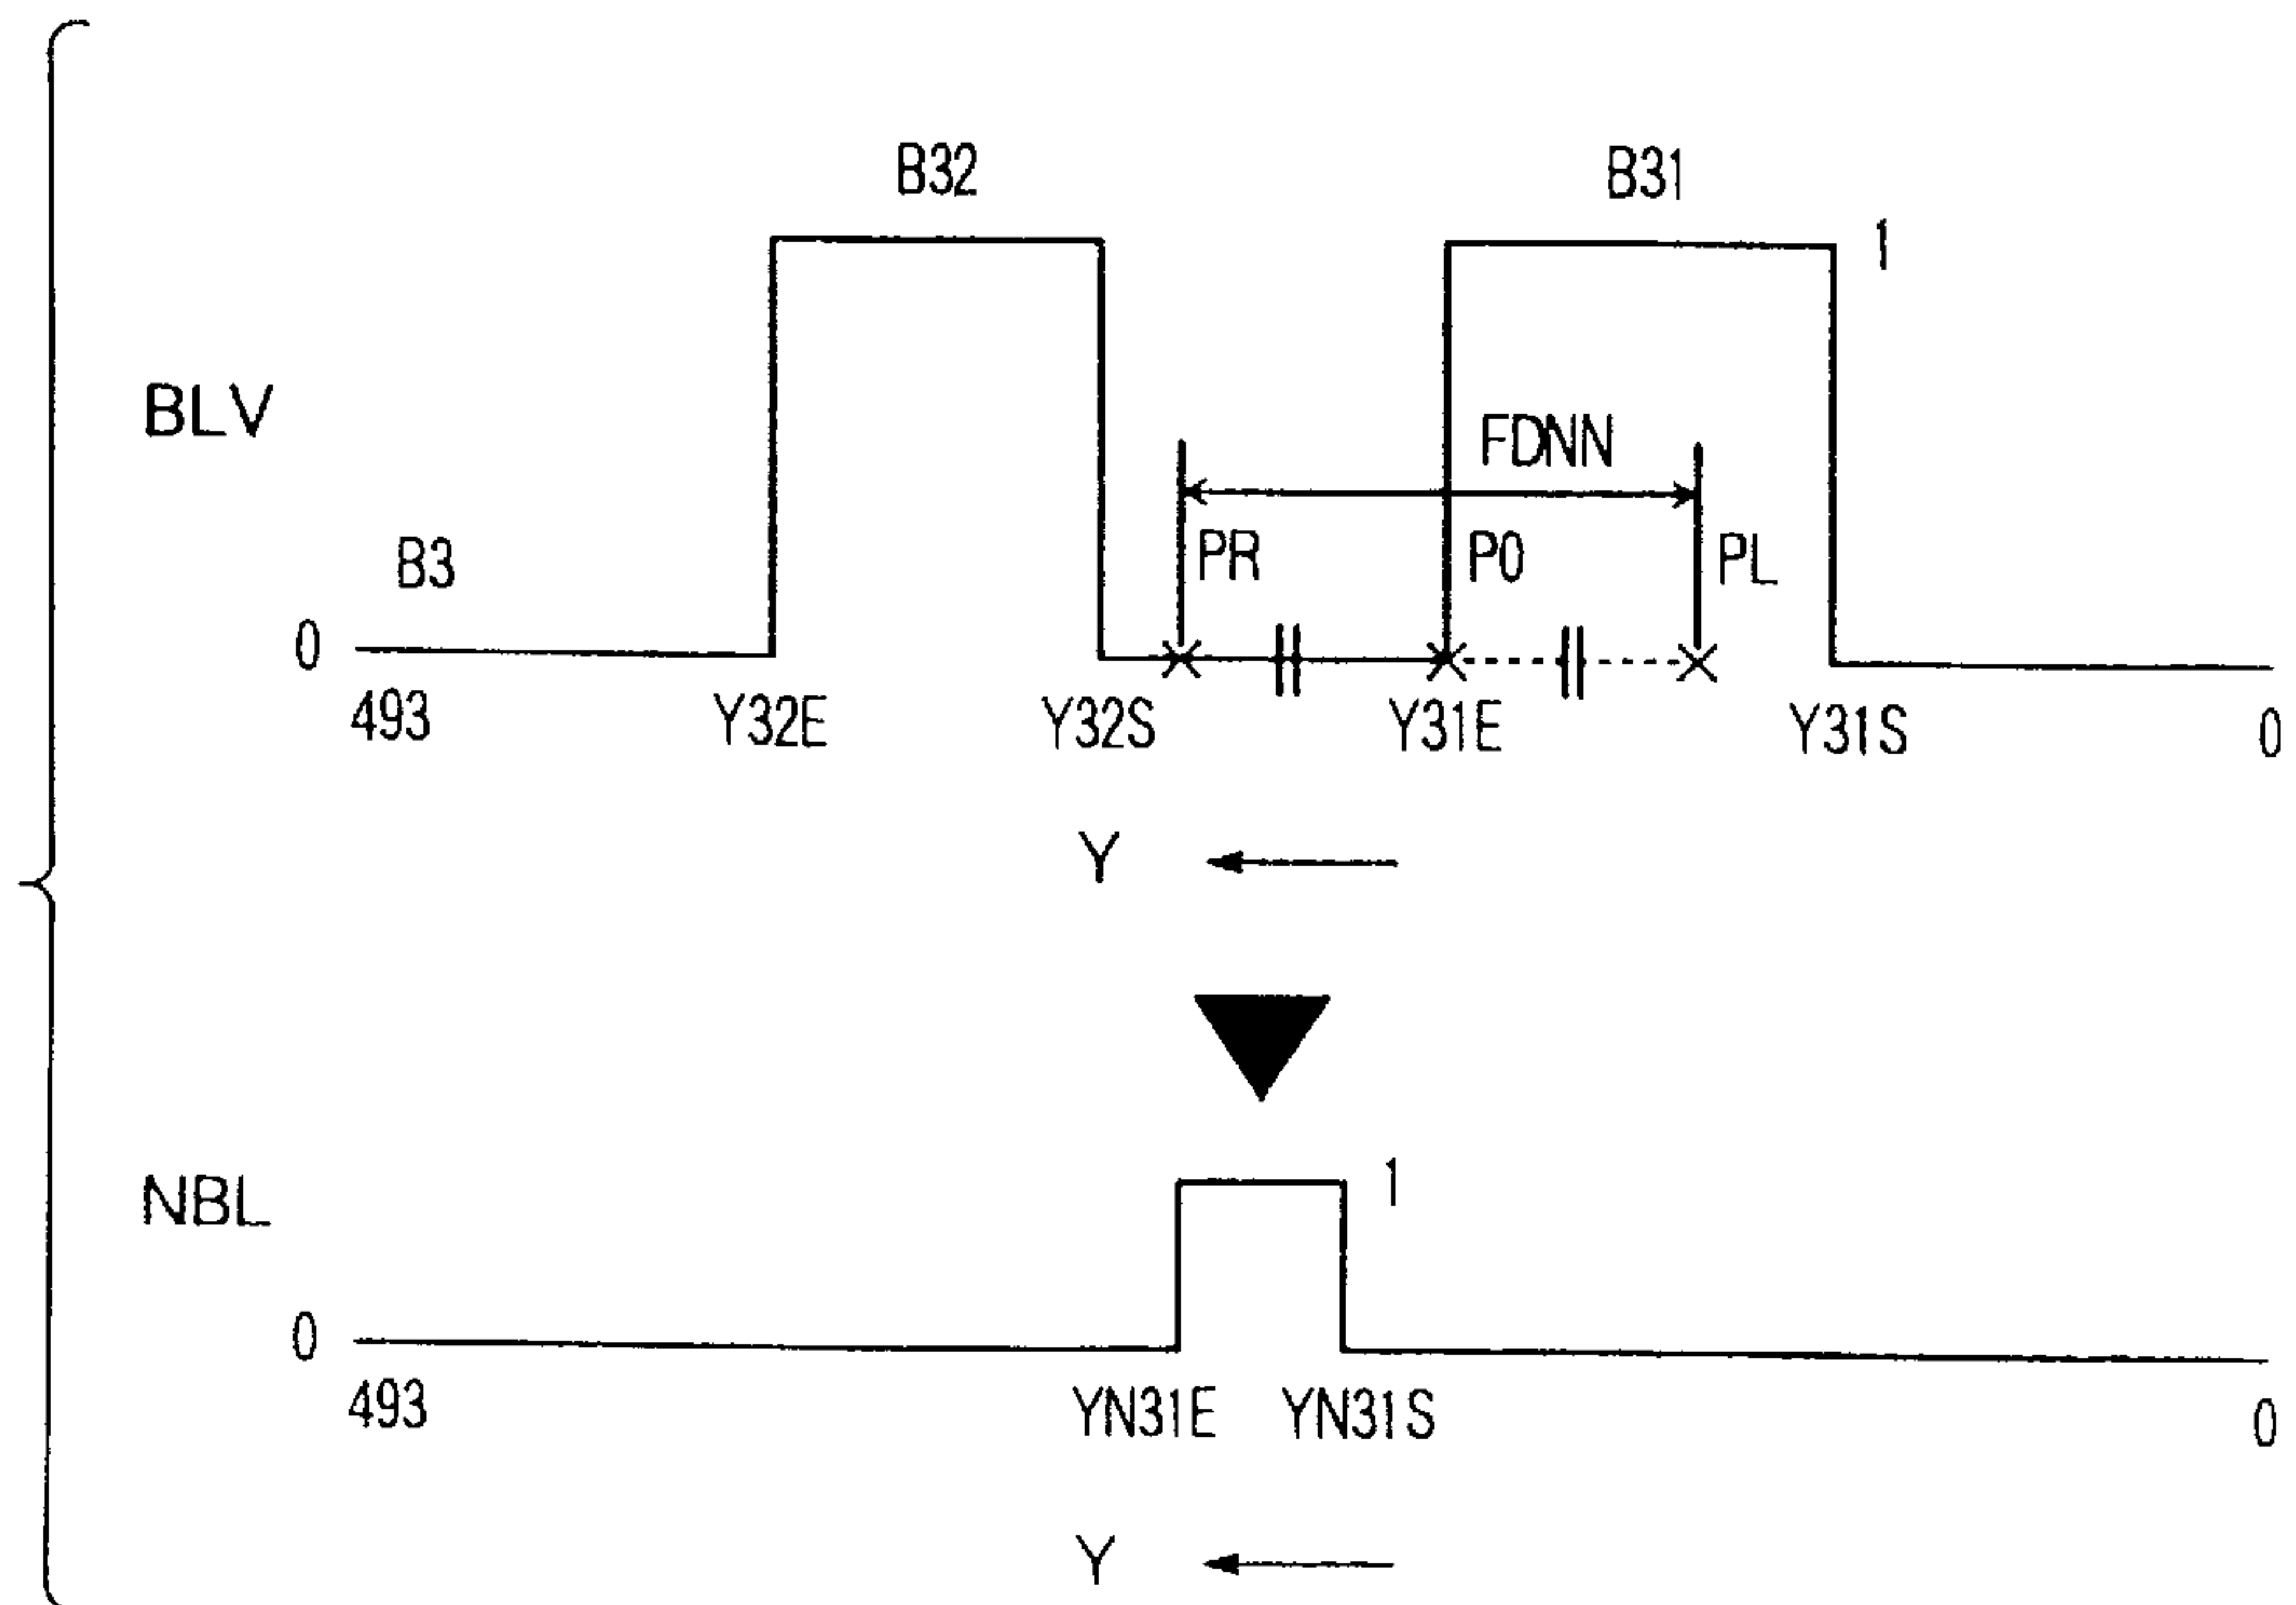 B32 B31
1
BLV
FDNN
B3
PR P0 PL
0
493 Y32E Y32S Y31E Y31S 0
Y
NBL
1
0
493 YN31E YN31S 0
Y